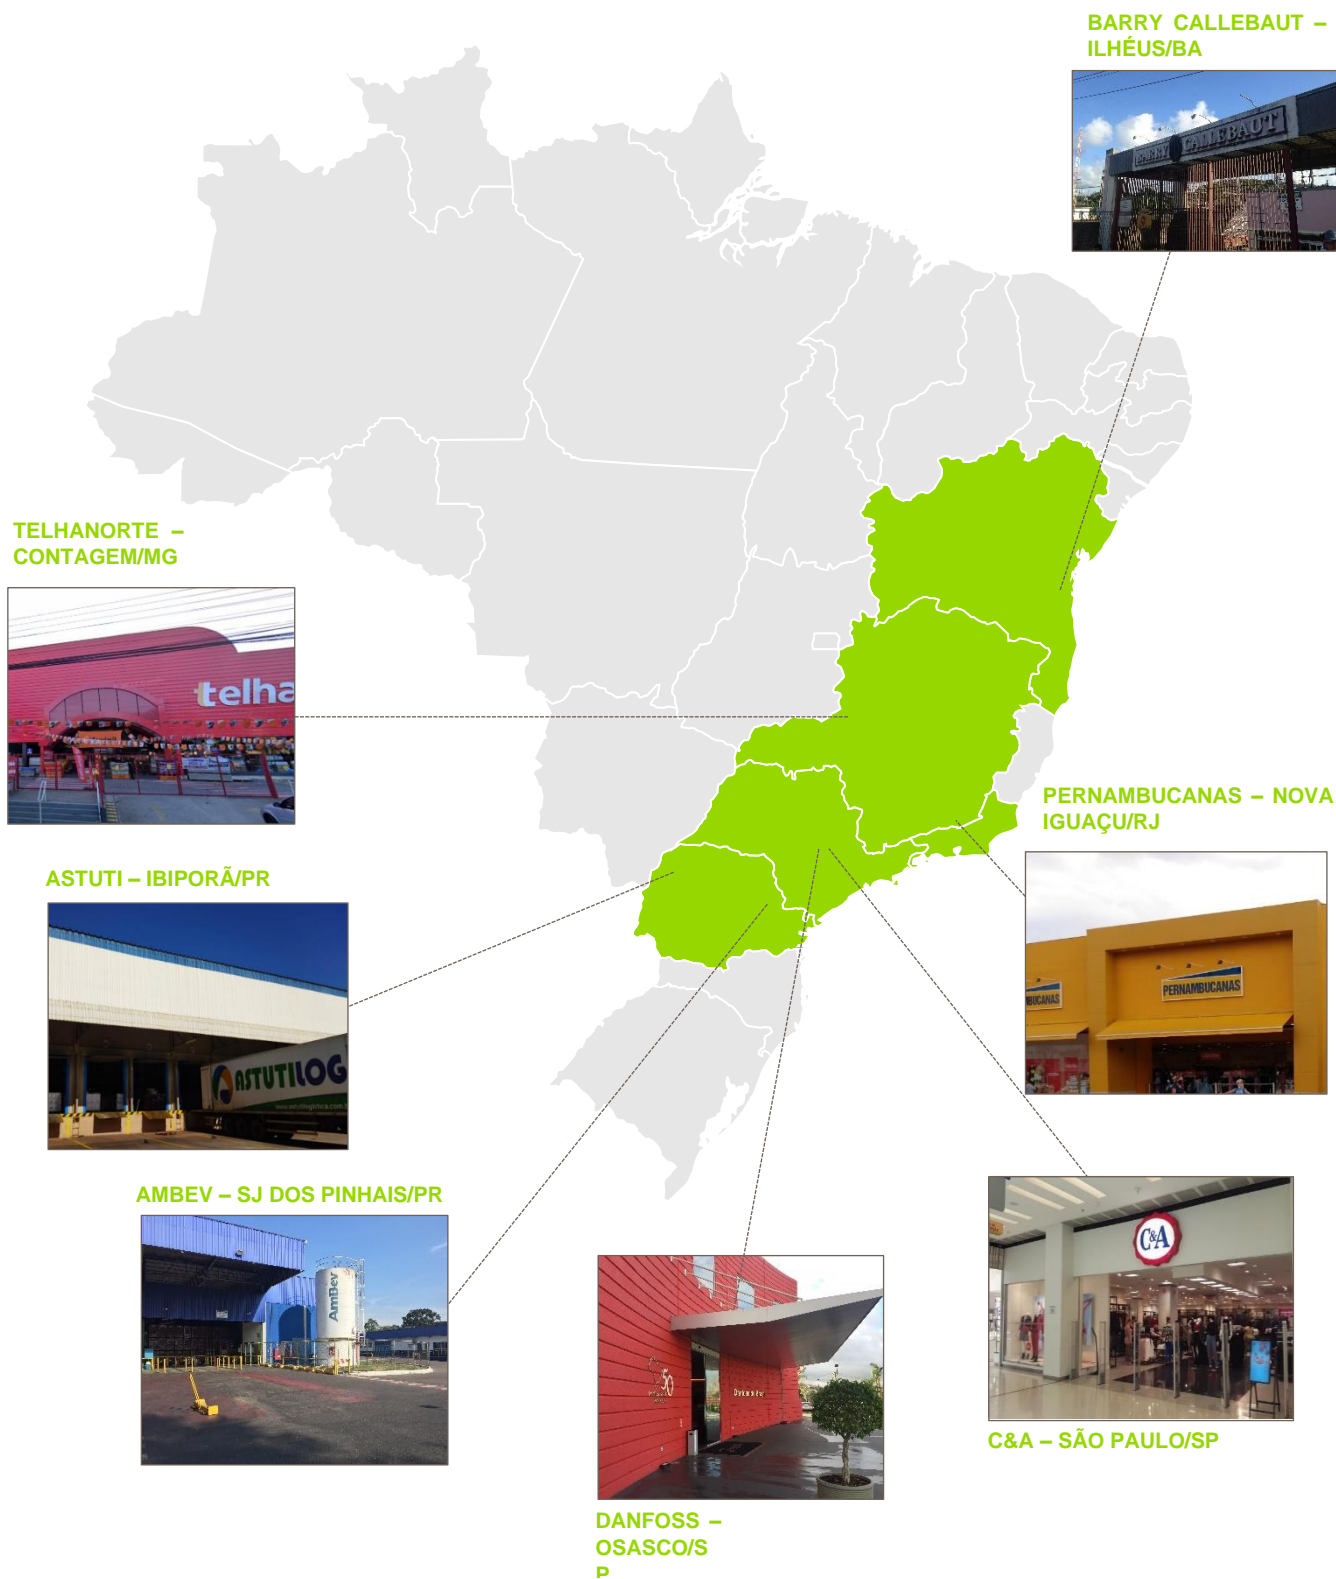 BARRY CALLEBAUT –
ILHÉUS/BA
BARRY CALLEBAUT
TELHANORTE –
CONTAGEM/MG
telha
PERNAMBUCANAS – NOVA
IGUAÇU/RJ
PERNAMBUCANAS
ASTUTI – IBIPORÃ/PR
ASTUTILOG
AMBEV – SJ DOS PINHAIS/PR
AmBev
50
C&A
C&A – SÃO PAULO/SP
DANFOSS –
OSASCO/S
P